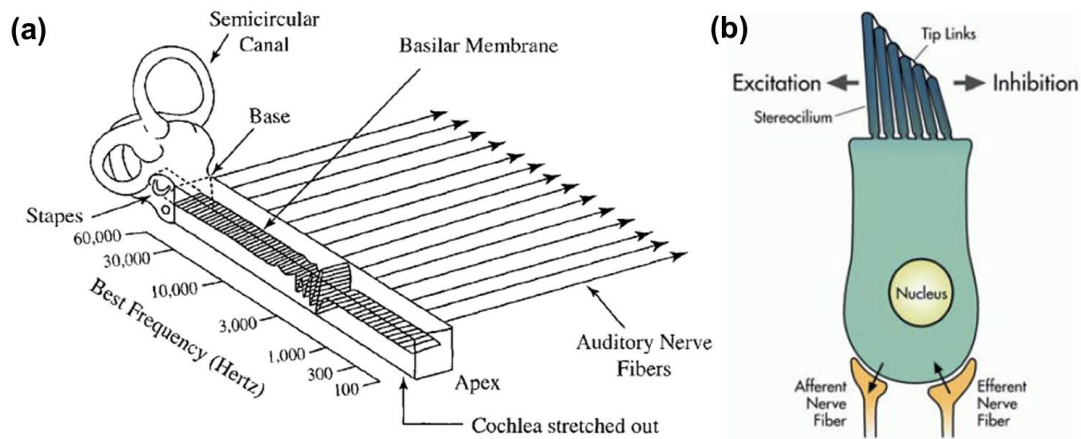 (a)
Semicircular
Canal
Basilar Membrane
Base
Stapes
60,000
30,000
10,000
3,000
1,000
300
100
Best Frequency (Hertz)
Auditory Nerve
Fibers
Apex
Cochlea stretched out
(b)
Tip Links
Excitation
Inhibition
Stereocilium
Nucleus
Afferent
Nerve
Fiber
Efferent
Nerve
Fiber